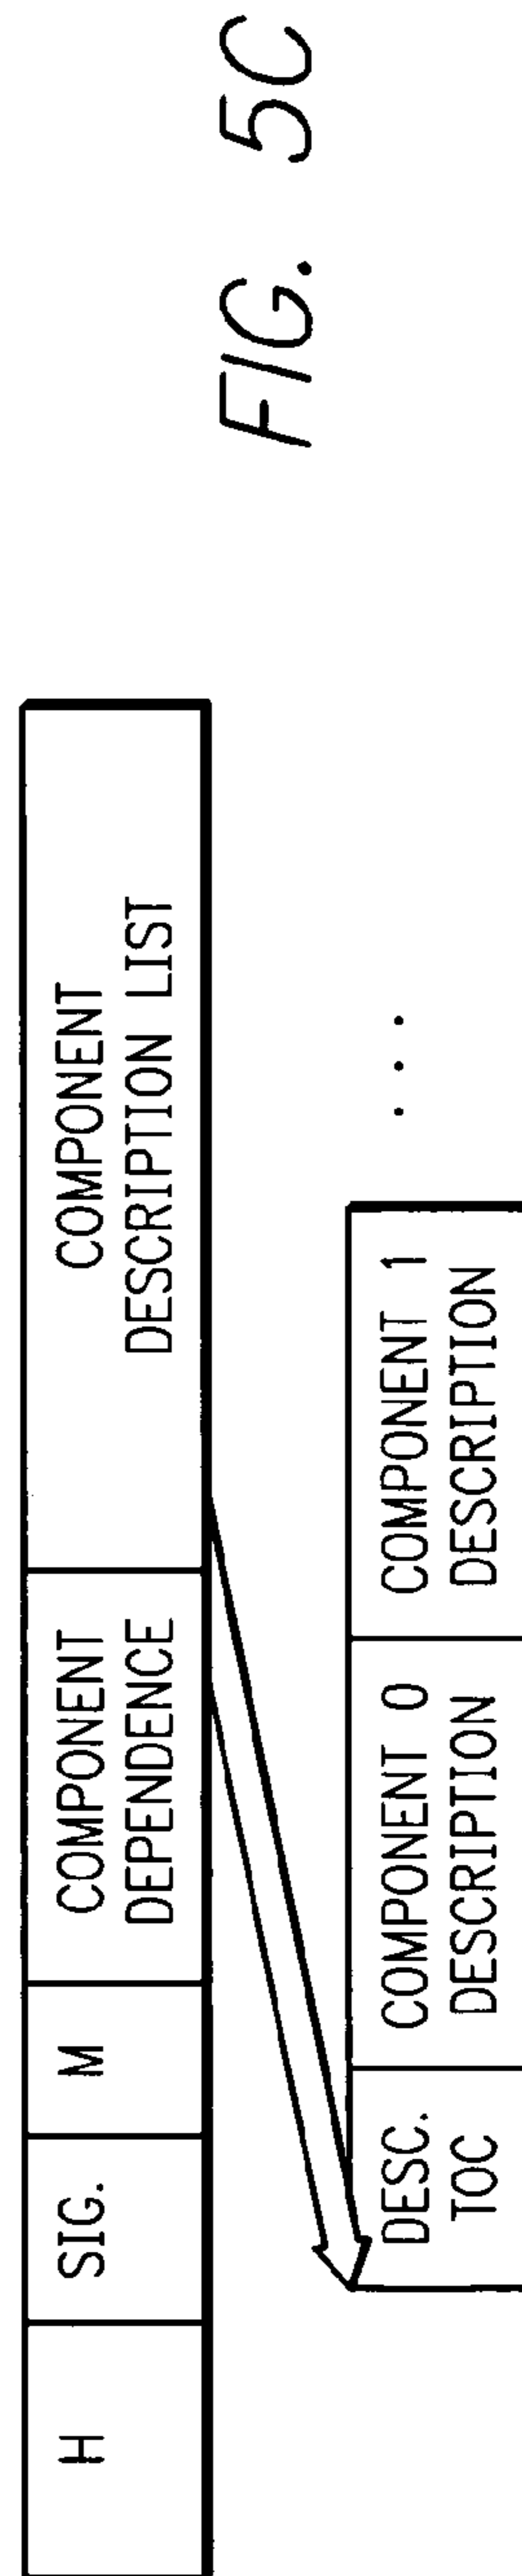 H
SIG.
M
COMPONENT
DEPENDENCE
COMPONENT
DESCRIPTION LIST
DESC.
TOC
COMPONENT 0
DESCRIPTION
COMPONENT 1
DESCRIPTION
. . .
FIG. 5C